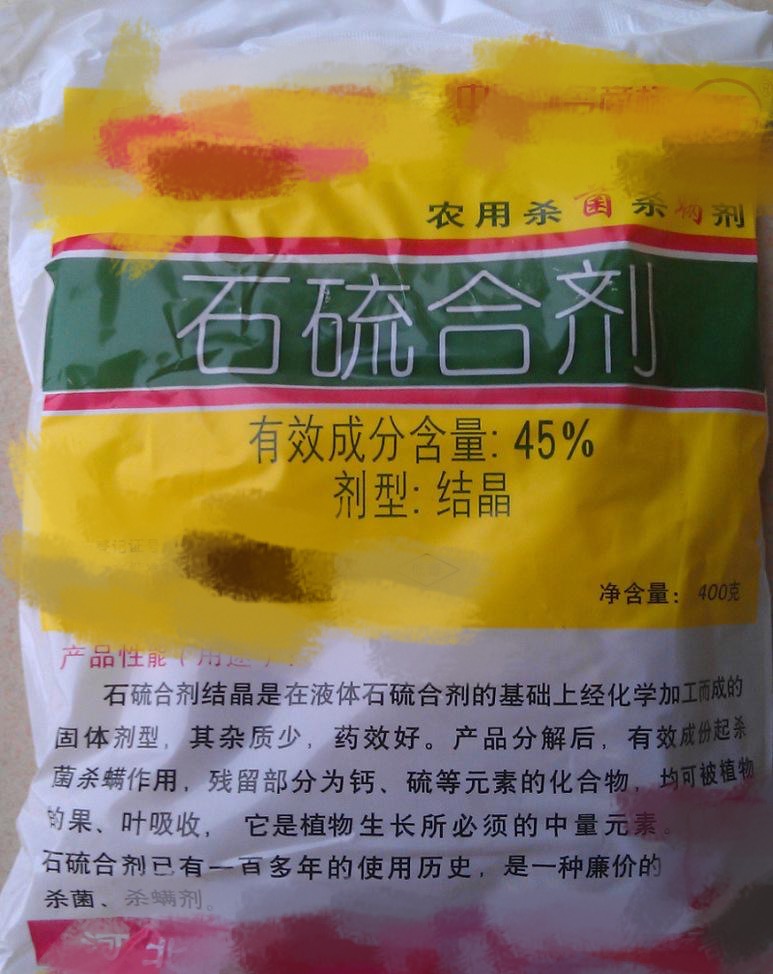 农用杀菌杀螨剂
石硫合剂
有效成分含量: 45%
剂型: 结晶
净含量: 400克
产品性能(用途):
石硫合剂结晶是在液体石硫合剂的基础上经化学加工而成的
固体剂型，其杂质少，药效好。产品分解后，有效成份起杀
菌杀螨作用，残留部分为钙、硫等元素的化合物，均可被植物
的果、叶吸收， 它是植物生长所必须的中量元素。
石硫合剂已有一百多年的使用历史，是一种廉价的
杀菌、杀螨剂。
河北